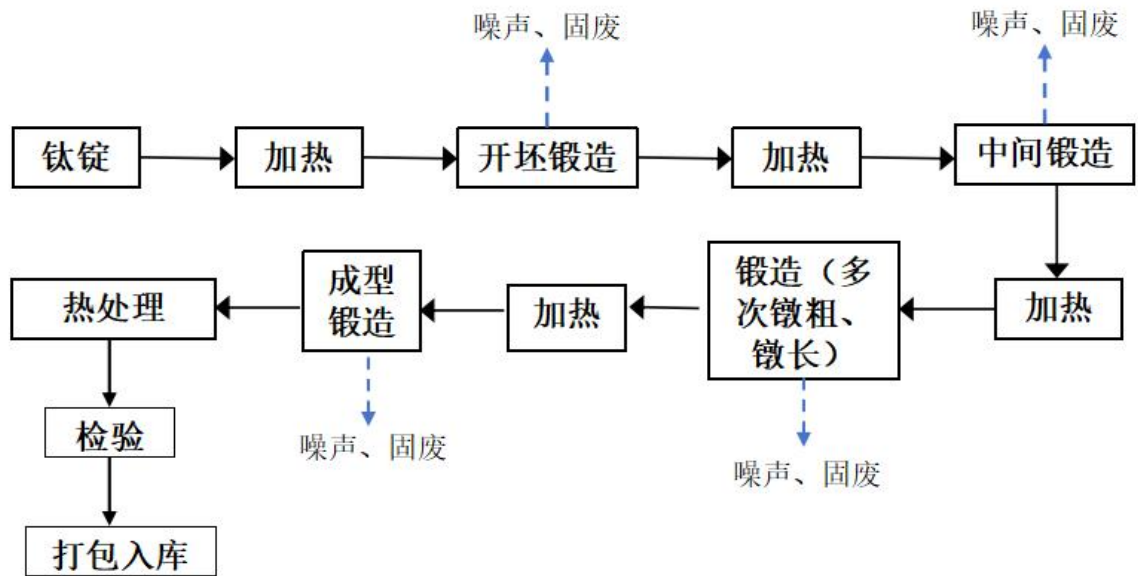 噪声、固废
噪声、固废
钛锭
加热
开坯锻造
加热
中间锻造
热处理
成型
锻造
加热
锻造（多
次镦粗、
镦长）
加热
检验
噪声、固废
噪声、固废
打包入库